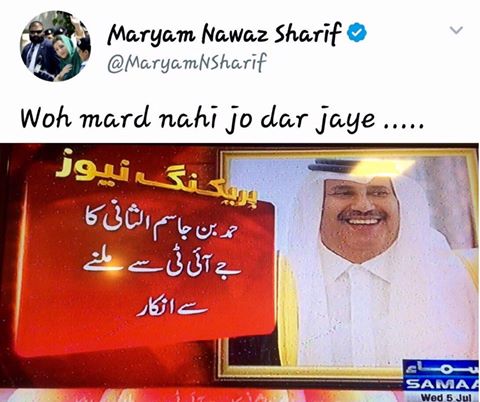 Maryam Nawaz Sharif
@MaryamNSharif
Woh mard nahi jo dar jaye .....
بریکنگ نیوز
حمد بن جاسم الثانی کا
جے آئی ٹی سے ملنے
سے انکار
سماء
SAMAA
Wed 5 Jul